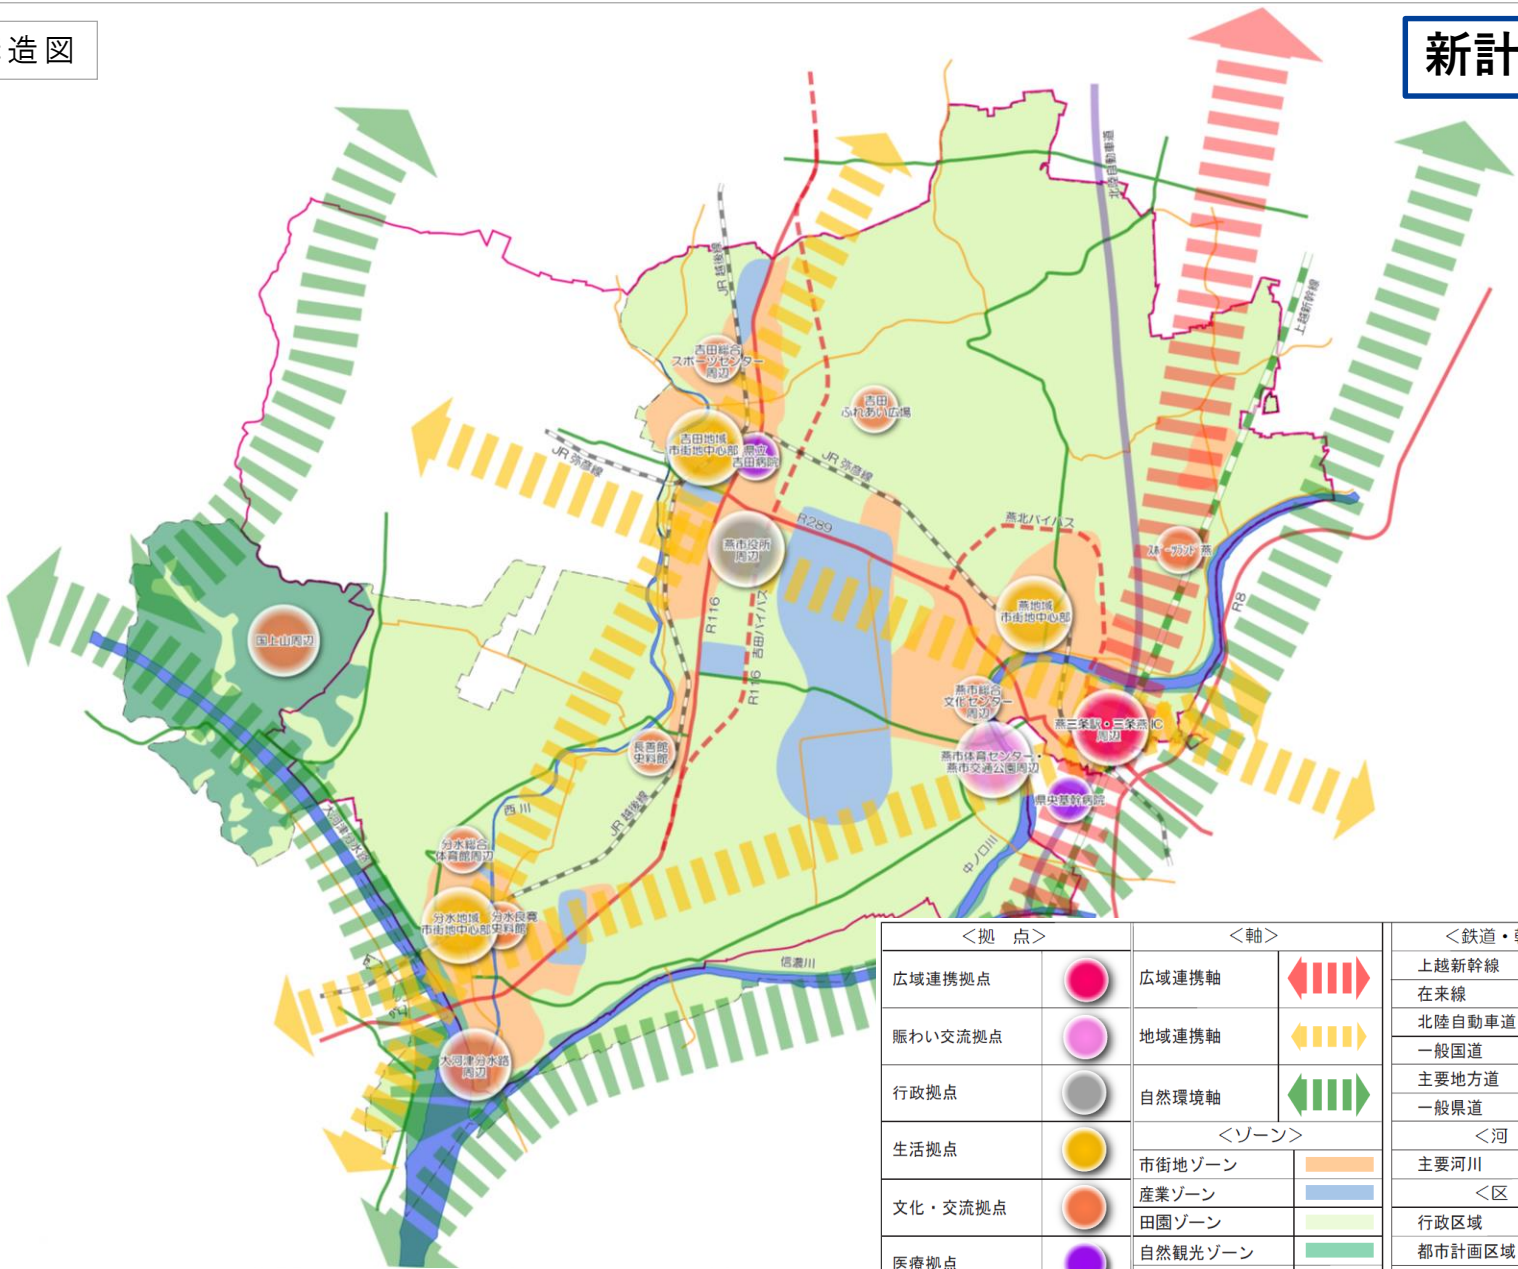 造図
新計
北陸自動車道
JR 越後線
上越新幹線
吉田総合
スポーツセンター
周辺
吉田
ふれあい広場
吉田地域
市街地中心部
県立
吉田病院
JR 弥彦線
JR 弥彦線
R289
燕北バイパス
燕市役所
周辺
スポーツランド燕
燕地域
市街地中心部
R8
国上山周辺
R116
R116 吉田バイパス
燕市総合
文化センター
周辺
燕三条駅・三条燕IC
周辺
長善館
史料館
燕市体育センター・
燕市交通公園周辺
県央基幹病院
西川
JR 越後線
大河津分水路
中ノ口川
分水総合
体育館周辺
分水地域
市街地中心部
分水良寛
史料館
信濃川
大河津分水路
周辺
<拠 点>
広域連携拠点
賑わい交流拠点
行政拠点
生活拠点
文化・交流拠点
医療拠点
<軸>
広域連携軸
地域連携軸
自然環境軸
<ゾーン>
市街地ゾーン
産業ゾーン
田園ゾーン
自然観光ゾーン
<鉄道・
上越新幹線
在来線
北陸自動車道
一般国道
主要地方道
一般県道
<河
主要河川
<区
行政区域
都市計画区域